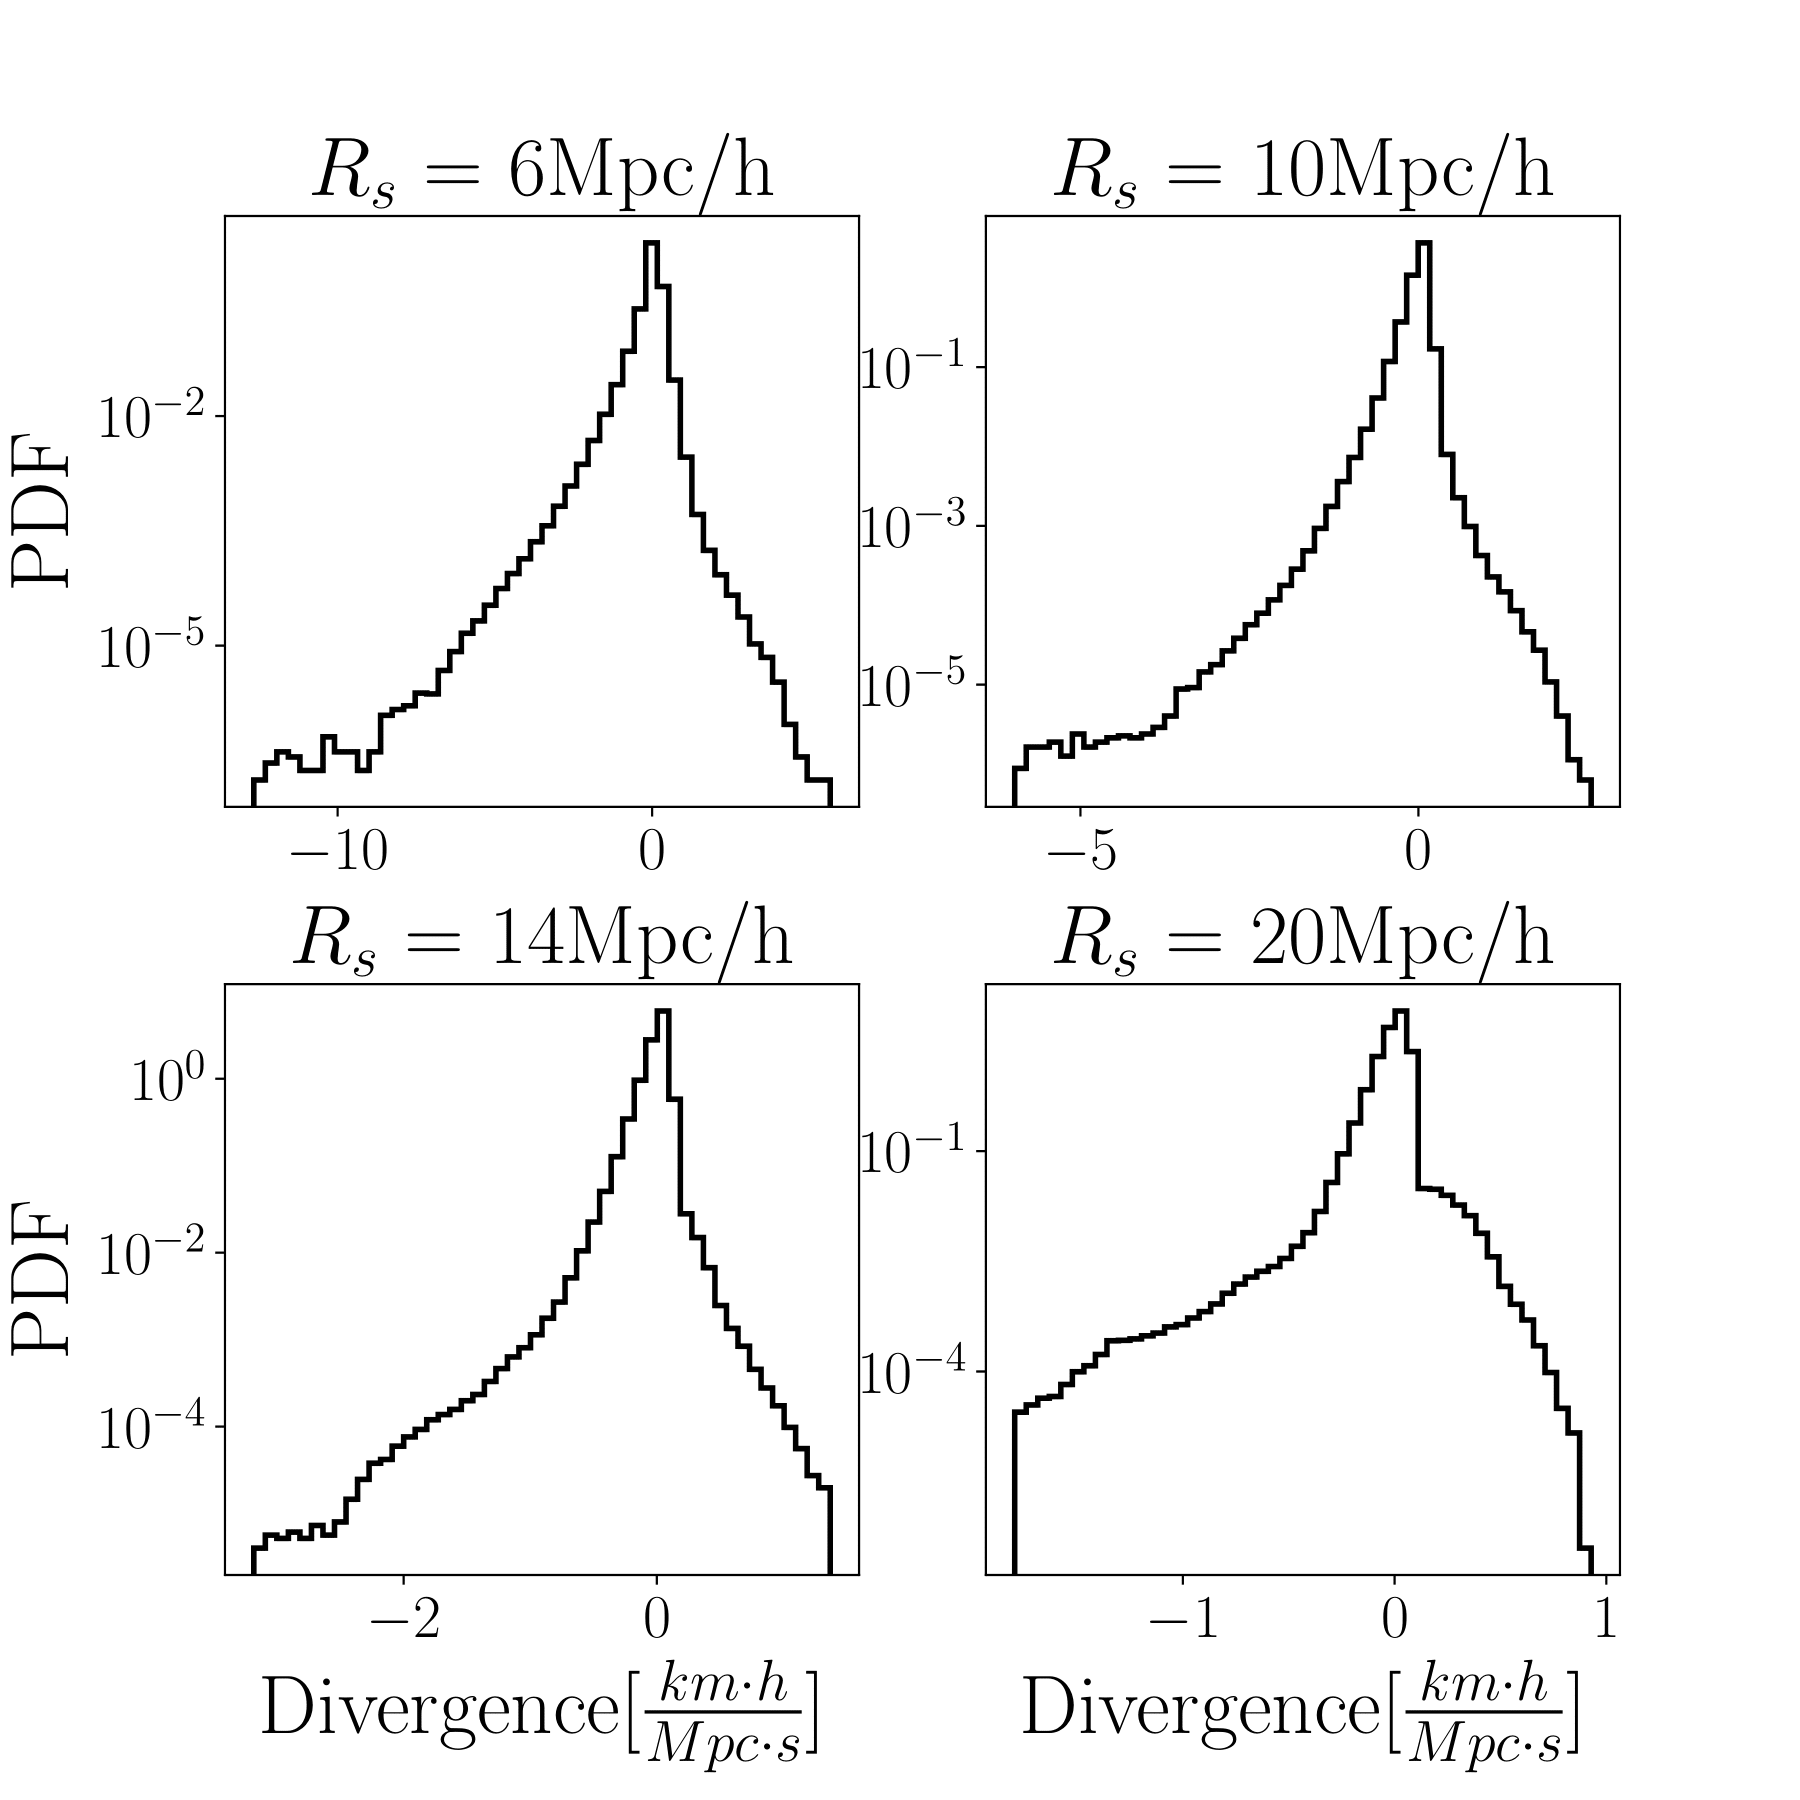 R_s = 6Mpc/h
R_s = 10Mpc/h
PDF
10^−2
10^−5
10^−1
10^−3
10^−5
−10 0
−5 0
R_s = 14Mpc/h
R_s = 20Mpc/h
PDF
10^0
10^−2
10^−4
10^−1
10^−4
−2 0
−1 0 1
Divergence[km·h/Mpc·s]
Divergence[km·h/Mpc·s]